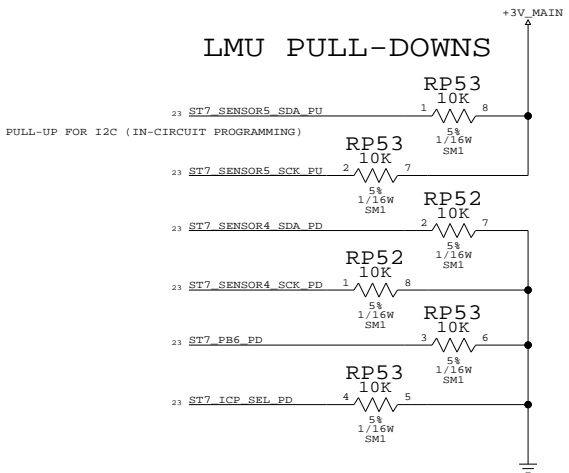 +3V_MAIN
LMU PULL-DOWNS
RP53
10K
23 ST7_SENSOR5_SDA_PU 1 8
5%
1/16W
SM1
PULL-UP FOR I2C (IN-CIRCUIT PROGRAMMING)
RP53
10K
23 ST7_SENSOR5_SCK_PU 2 7
5%
1/16W
SM1
RP52
10K
23 ST7_SENSOR4_SDA_PD 2 7
5%
1/16W
SM1
RP52
10K
23 ST7_SENSOR4_SCK_PD 1 8
5%
1/16W
SM1
RP53
10K
23 ST7_PB6_PD 3 6
5%
1/16W
SM1
RP53
10K
23 ST7_ICP_SEL_PD 4 5
5%
1/16W
SM1